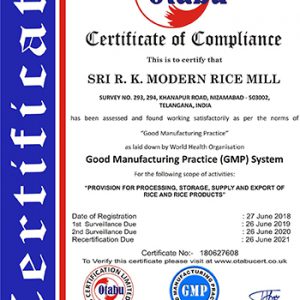 Otabu
Certificate of Compliance
This is to certify that
SRI R. K. MODERN RICE MILL
SURVEY NO. 293, 294, KHANAPUR ROAD, NIZAMABAD - 503002,
TELANGANA, INDIA
has been assessed and found working satisfactorily as per the norms of
"Good Manufacturing Practice"
as laid down by World Health Organisation
Good Manufacturing Practice (GMP) System
For the following scope of activities:
"PROVISION FOR PROCESSING, STORAGE, SUPPLY AND EXPORT OF
RICE AND RICE PRODUCTS"
Date of Registration : 27 June 2018
1st Surveillance Due : 26 June 2019
2nd Surveillance Due : 26 June 2020
Recertification Due : 26 June 2021
Certificate No:- 180627608
To Verify this certificate please visit at www.otabucert.co.uk
Otabu
GMP
Certificat